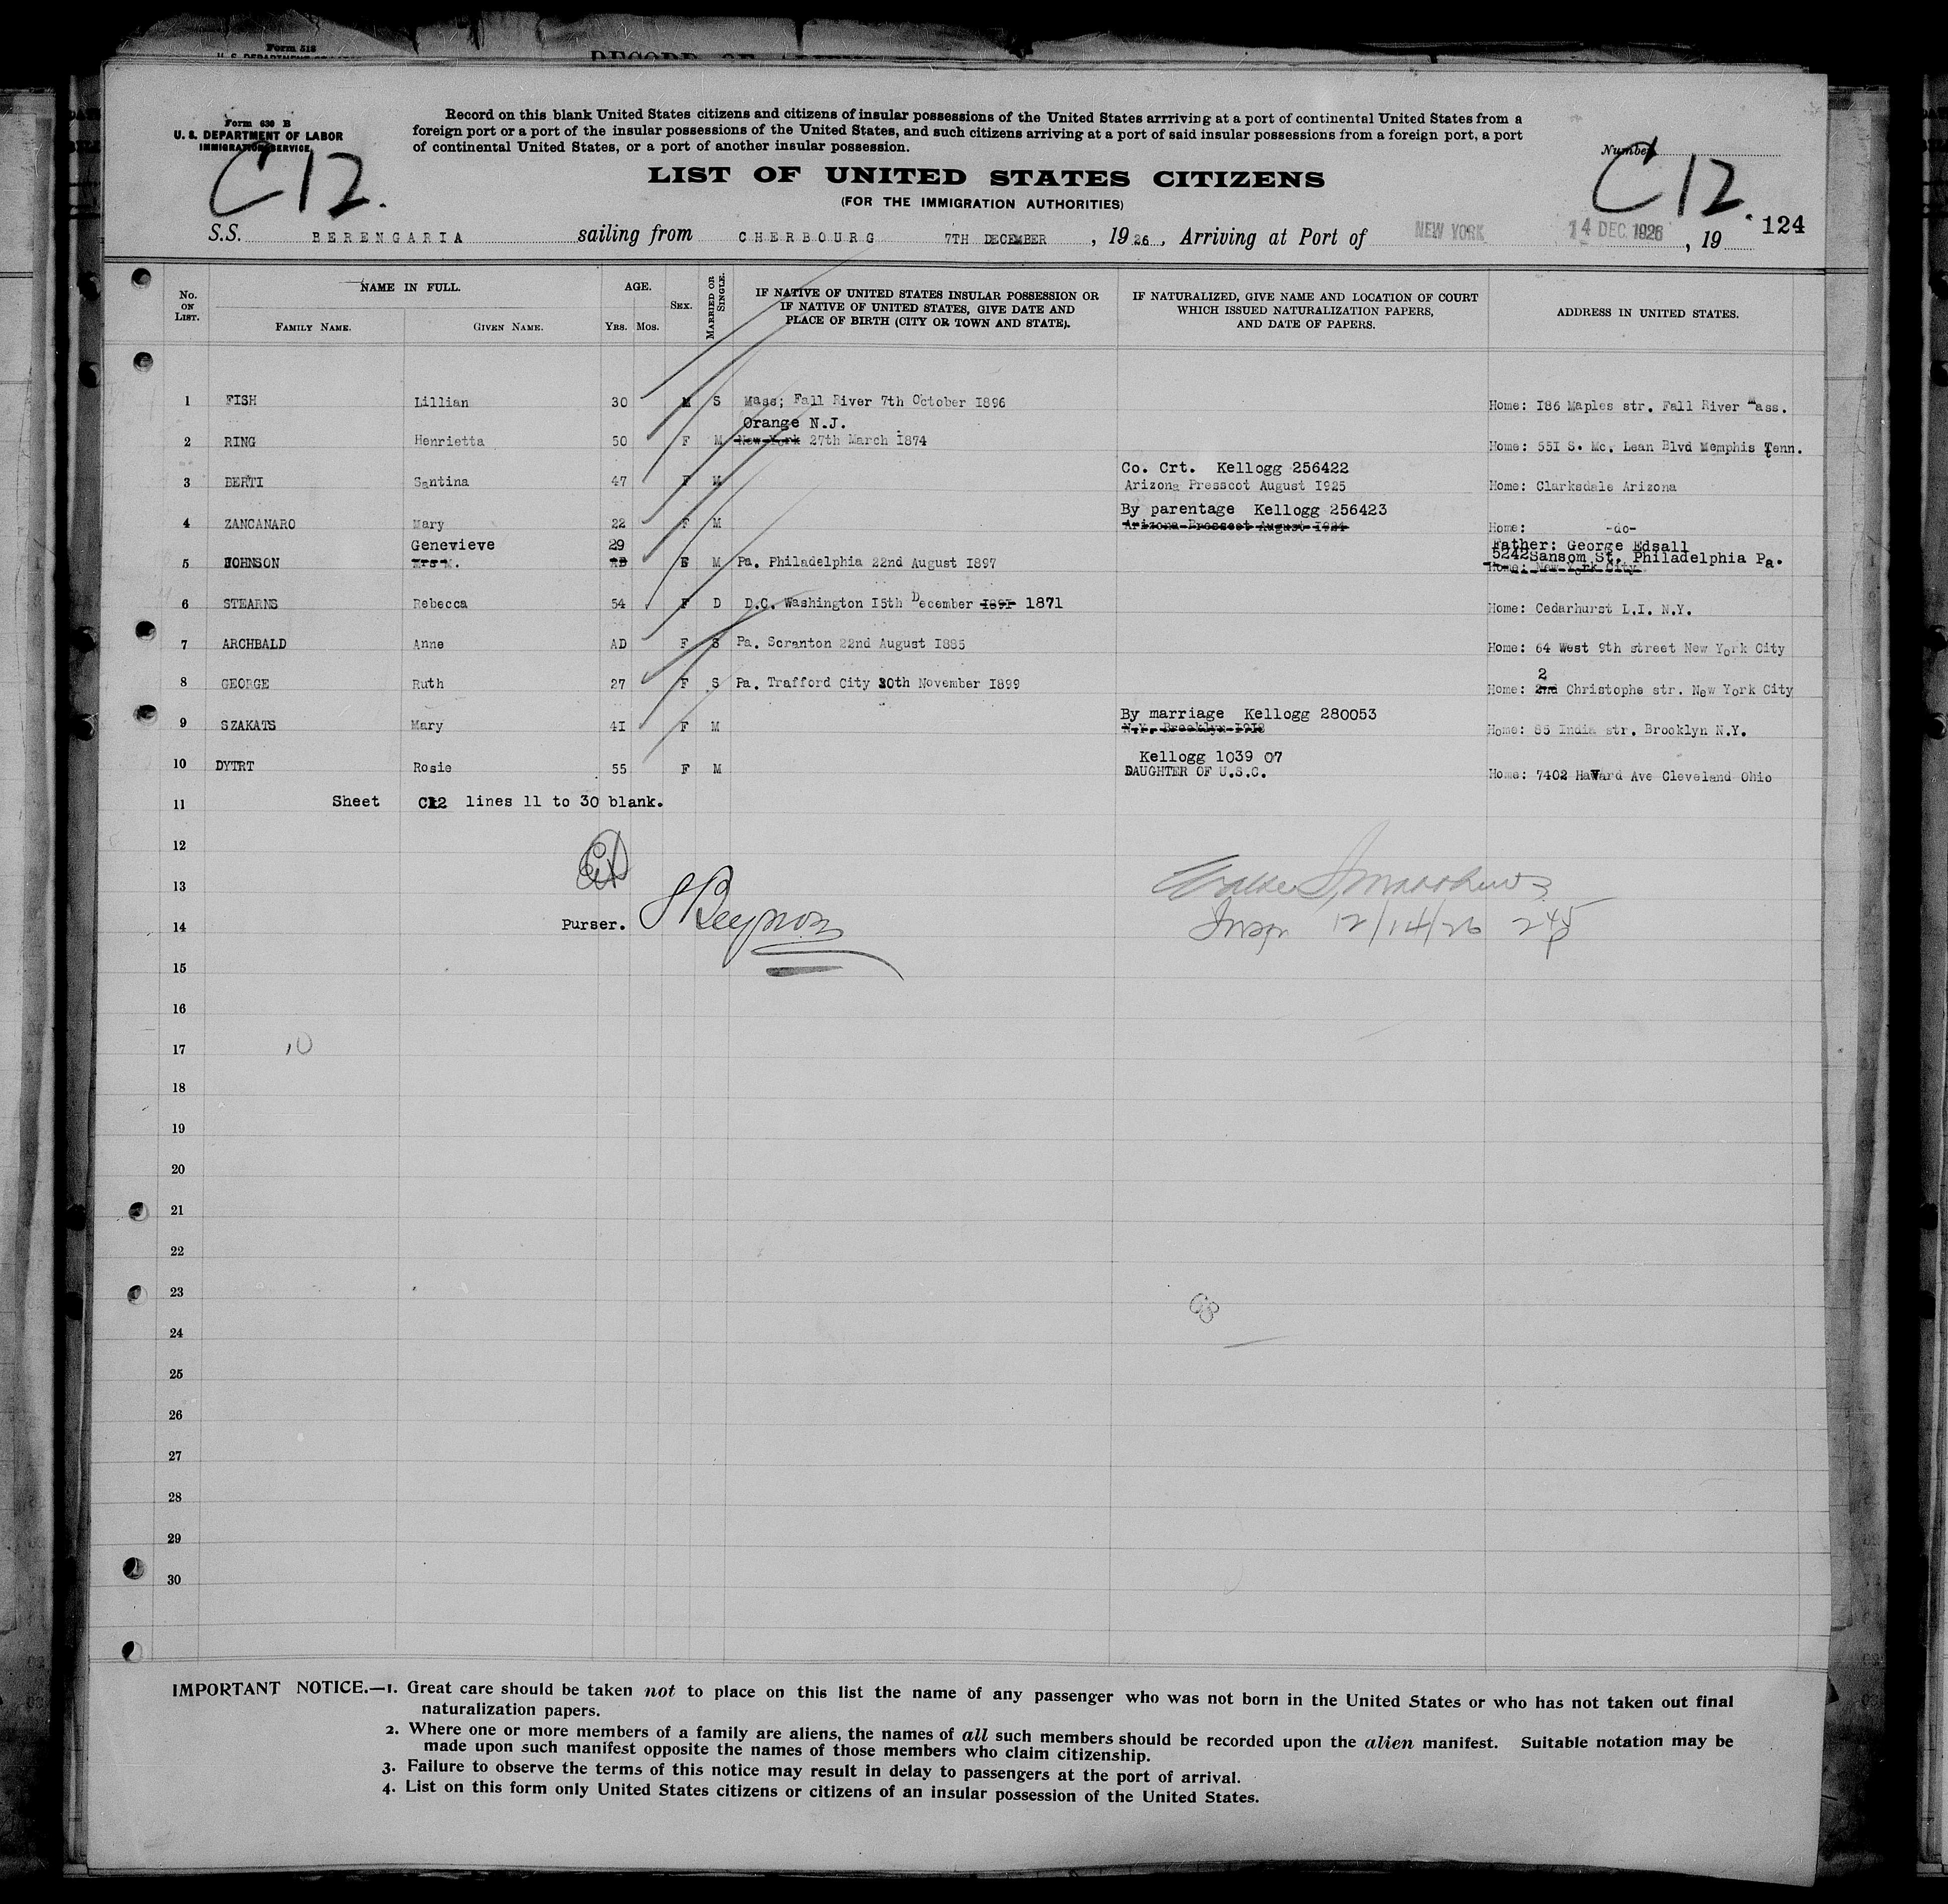 Form 518
Form 630 B
U. S. DEPARTMENT OF LABOR
IMMIGRATION SERVICE
Record on this blank United States citizens and citizens of insular possessions of the United States arrriving at a port of continental United States from a
foreign port or a port of the insular possessions of the United States, and such citizens arriving at a port of said insular possessions from a foreign port, a port
of continental United States, or a port of another insular possession.
Number
C12.
C12.
LIST OF UNITED STATES CITIZENS
(FOR THE IMMIGRATION AUTHORITIES)
S.S. BERENGARIA sailing from CHERBOURG 7TH DECEMBER, 1926, Arriving at Port of NEW YORK 14 DEC 1926, 19 124
No. ON LIST. NAME IN FULL. FAMILY NAME. GIVEN NAME. AGE. YRS. MOS. SEX. MARRIED OR SINGLE. IF NATIVE OF UNITED STATES INSULAR POSSESSION OR IF NATIVE OF UNITED STATES, GIVE DATE AND PLACE OF BIRTH (CITY OR TOWN AND STATE). IF NATURALIZED, GIVE NAME AND LOCATION OF COURT WHICH ISSUED NATURALIZATION PAPERS, AND DATE OF PAPERS. ADDRESS IN UNITED STATES.
1 FISH Lillian 30 M S Mass; Fall River 7th October 1896 Home: 186 Maples str. Fall River Mass.
Orange N.J.
2 RING Henrietta 50 F M New York 27th March 1874 Home: 551 S. Mc. Lean Blvd Memphis Tenn.
Co. Crt. Kellogg 256422
3 BERTI Santina 47 F M Arizona Presscot August 1925 Home: Clarksdale Arizona
By parentage Kellogg 256423
4 ZANCANARO Mary 22 F M Arizona Presscot August 1924 Home: -do-
Genevieve 29 Father: George Edsall
5242 Sansom St. Philadelphia Pa.
5 JOHNSON Mrs M. AD F M Pa. Philadelphia 22nd August 1897 Home: New York City
6 STEARNS Rebecca 54 F D D.C. Washington 15th December 1891 1871 Home: Cedarhurst L.I. N.Y.
7 ARCHBALD Anne AD F S Pa. Scranton 22nd August 1885 Home: 64 West 9th street New York City
2
8 GEORGE Ruth 27 F S Pa. Trafford City 30th November 1899 Home: 2nd Christophe str. New York City
By marriage Kellogg 280053
9 SZAKATS Mary 41 F M N.Y. Brooklyn 1918 Home: 85 India str. Brooklyn N.Y.
Kellogg 1039 07
10 DYTRT Rosie 55 F M DAUGHTER OF U.S.C. Home: 7402 Havard Ave Cleveland Ohio
11 Sheet C12 lines 11 to 30 blank.
12
13
14 Purser.
Insp 12/14/26 245 P
15
16
17 10
18
19
20
21
22
23
68
24
25
26
27
28
29
30
IMPORTANT NOTICE.—1. Great care should be taken not to place on this list the name of any passenger who was not born in the United States or who has not taken out final
naturalization papers.
2. Where one or more members of a family are aliens, the names of all such members should be recorded upon the alien manifest. Suitable notation may be
made upon such manifest opposite the names of those members who claim citizenship.
3. Failure to observe the terms of this notice may result in delay to passengers at the port of arrival.
4. List on this form only United States citizens or citizens of an insular possession of the United States.